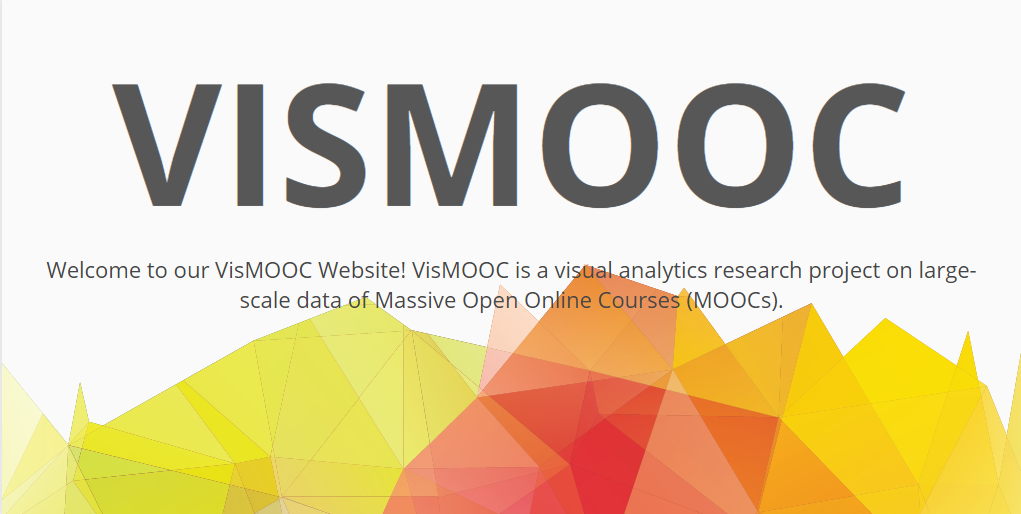 VISMOOC
Welcome to our VisMOOC Website! VisMOOC is a visual analytics research project on large-
scale data of Massive Open Online Courses (MOOCs).